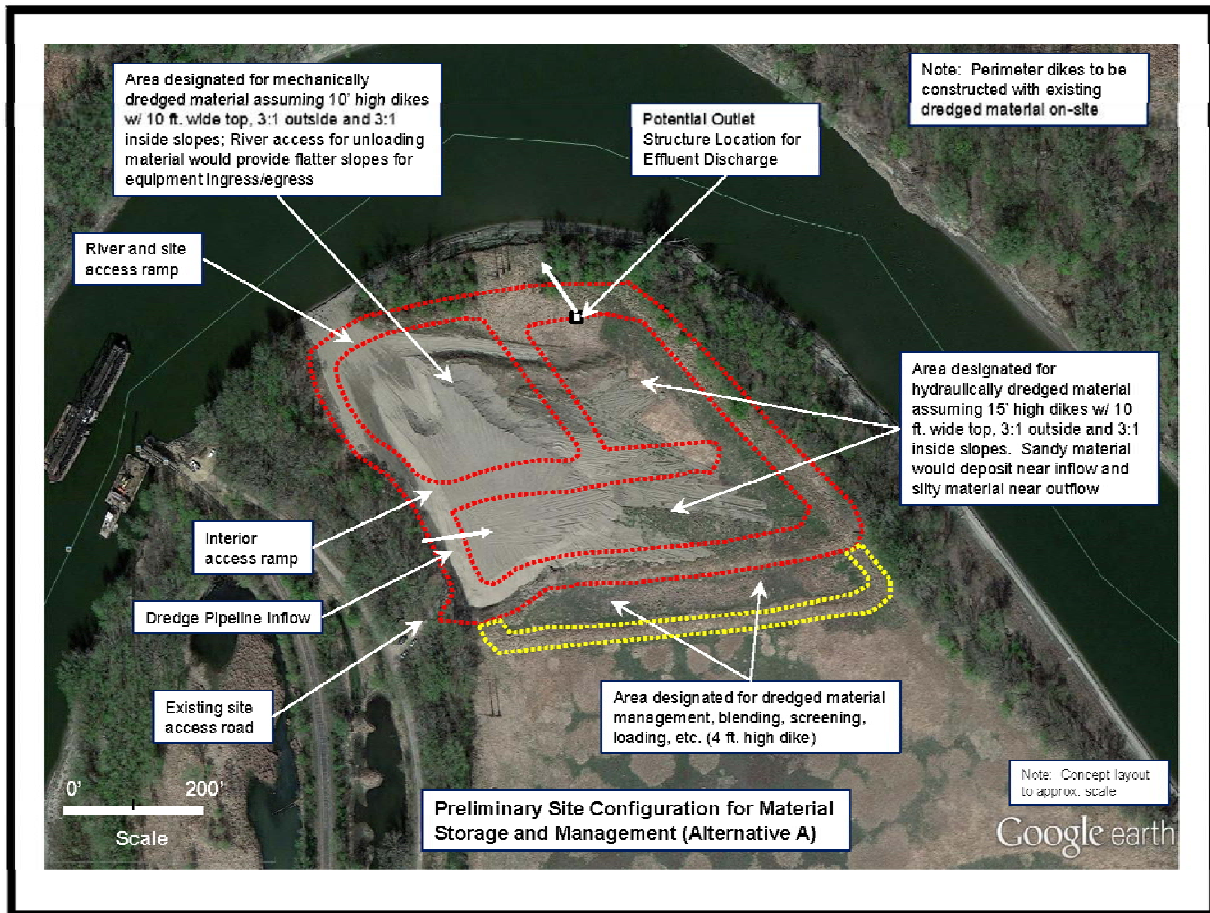 Area designated for mechanically
dredged material assuming 10' high dikes
w/ 10 ft. wide top, 3:1 outside and 3:1
inside slopes; River access for unloading
material would provide flatter slopes for
equipment ingress/egress
Potential Outlet
Structure Location for
Effluent Discharge
Note: Perimeter dikes to be
constructed with existing
dredged material on-site
River and site
access ramp
Area designated for
hydraulically dredged material
assuming 15' high dikes w/ 10
ft. wide top, 3:1 outside and 3:1
inside slopes. Sandy material
would deposit near inflow and
silty material near outflow
Interior
access ramp
Dredge Pipeline Inflow
Existing site
access road
Area designated for dredged material
management, blending, screening,
loading, etc. (4 ft. high dike)
0' 200'
Scale
Preliminary Site Configuration for Material
Storage and Management (Alternative A)
Note: Concept layout
to approx. scale
Google earth